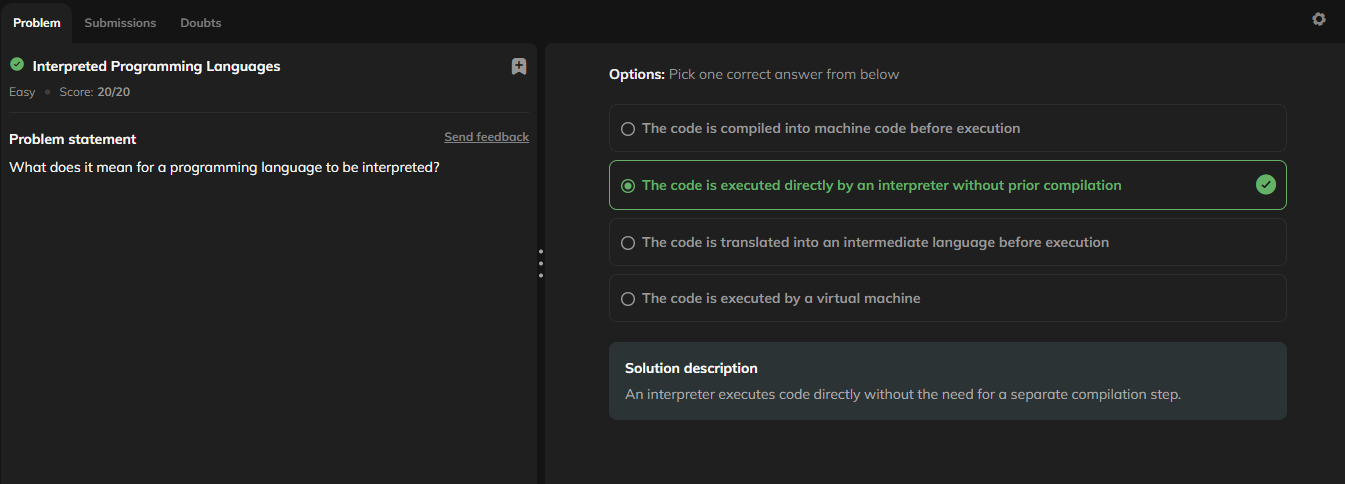 Problem Submissions Doubts
Interpreted Programming Languages
Easy Score: 20/20
Problem statement
Send feedback
What does it mean for a programming language to be interpreted?
Options: Pick one correct answer from below
The code is compiled into machine code before execution
The code is executed directly by an interpreter without prior compilation
The code is translated into an intermediate language before execution
The code is executed by a virtual machine
Solution description
An interpreter executes code directly without the need for a separate compilation step.